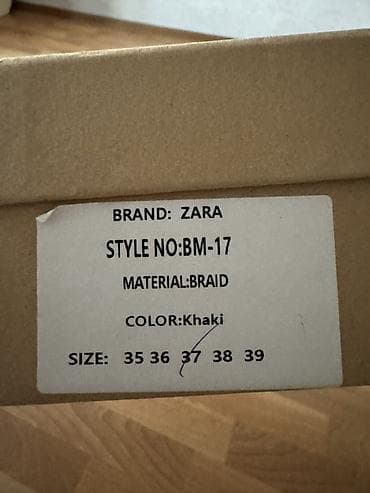 BRAND: ZARA
STYLE NO:BM-17
MATERIAL:BRAID
COLOR:Khaki
SIZE: 35 36 37 38 39